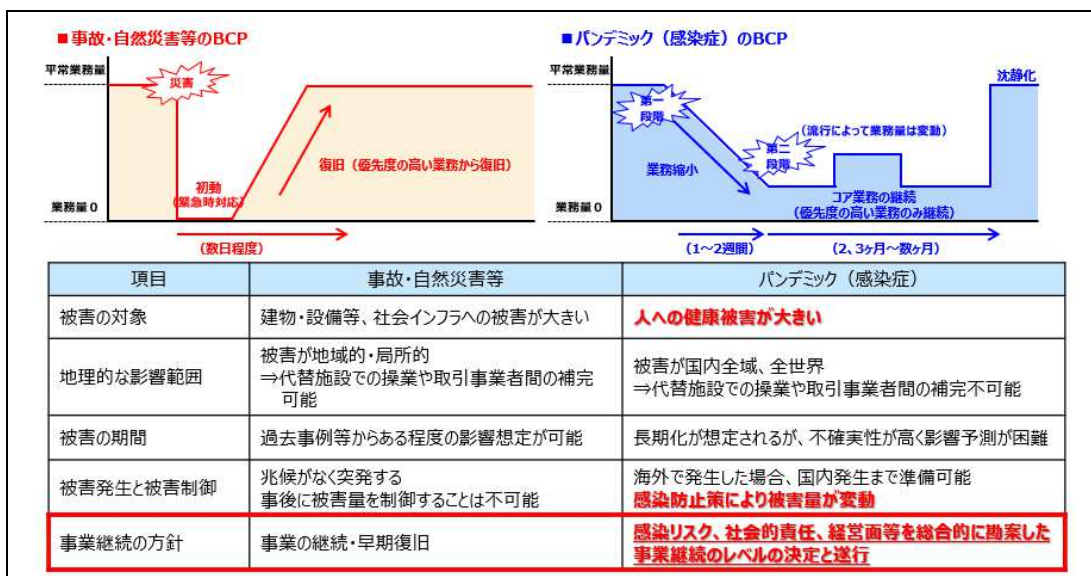 ■事故・自然災害等のBCP
平常業務量
災害
初動
(緊急時対応)
復旧（優先度の高い業務から復旧）
業務量０
(数日程度)
■パンデミック（感染症）のBCP
平常業務量
第一
段階
業務縮小
第二
段階
(流行によって業務量は変動)
沈静化
コア業務の継続
(優先度の高い業務のみ継続)
業務量０
(1～2週間)
(2、3ヶ月～数ヶ月)
項目 事故・自然災害等 パンデミック（感染症）
被害の対象 建物・設備等、社会インフラへの被害が大きい 人への健康被害が大きい
地理的な影響範囲
被害が地域的・局所的
⇒代替施設での操業や取引事業者間の補完
可能
被害が国内全域、全世界
⇒代替施設での操業や取引事業者間の補完不可能
被害の期間 過去事例等からある程度の影響想定が可能 長期化が想定されるが、不確実性が高く影響予測が困難
被害発生と被害制御
兆候がなく突発する
事後に被害量を制御することは不可能
海外で発生した場合、国内発生まで準備可能
感染防止策により被害量が変動
事業継続の方針 事業の継続・早期復旧
感染リスク、社会的責任、経営面等を総合的に勘案した
事業継続のレベルの決定と遂行